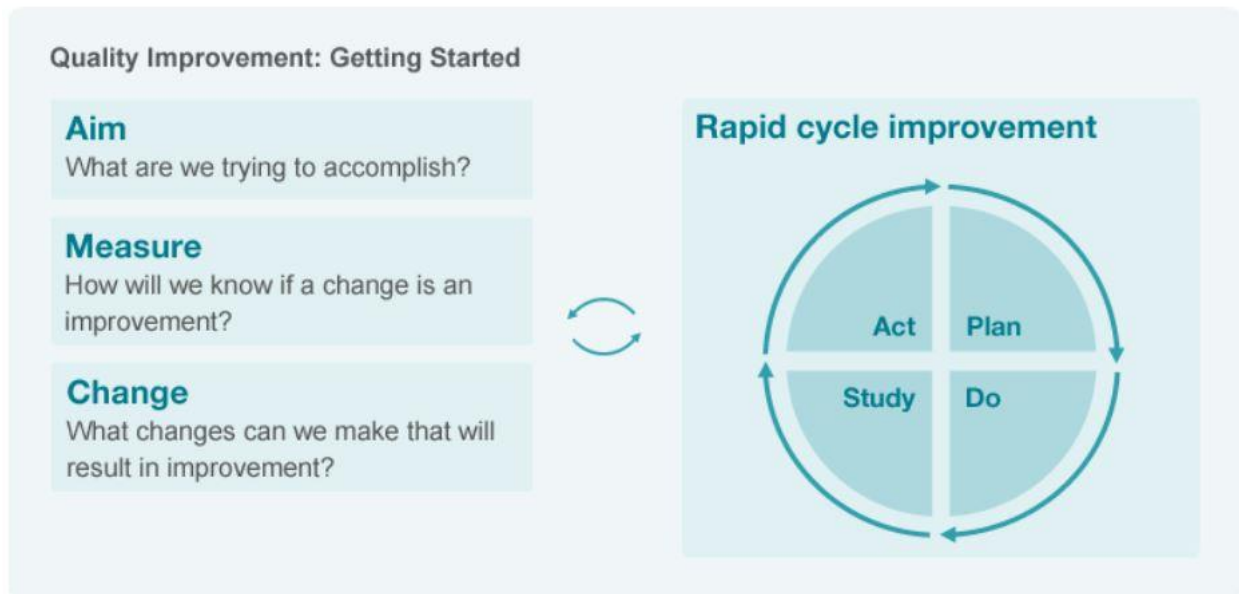 Quality Improvement: Getting Started
Aim
What are we trying to accomplish?
Measure
How will we know if a change is an
improvement?
Change
What changes can we make that will
result in improvement?
Rapid cycle improvement
Act
Plan
Study
Do